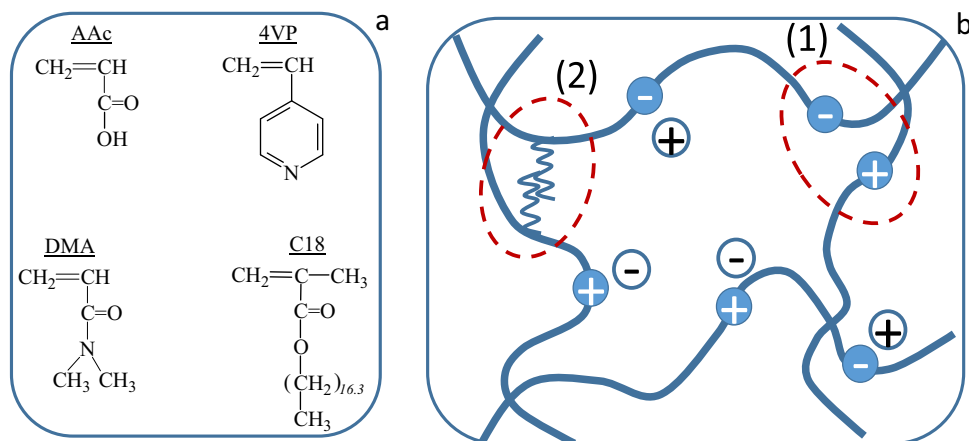 a
AAc
CH₂=CH
C=O
OH
4VP
CH₂=CH
N
DMA
CH₂=CH
C=O
N
CH₃ CH₃
C18
CH₂=C—CH₃
C=O
O
(CH₂)16.3
CH₃
b
(1)
(2)
-
+
-
+
+
-
-
+
-
+